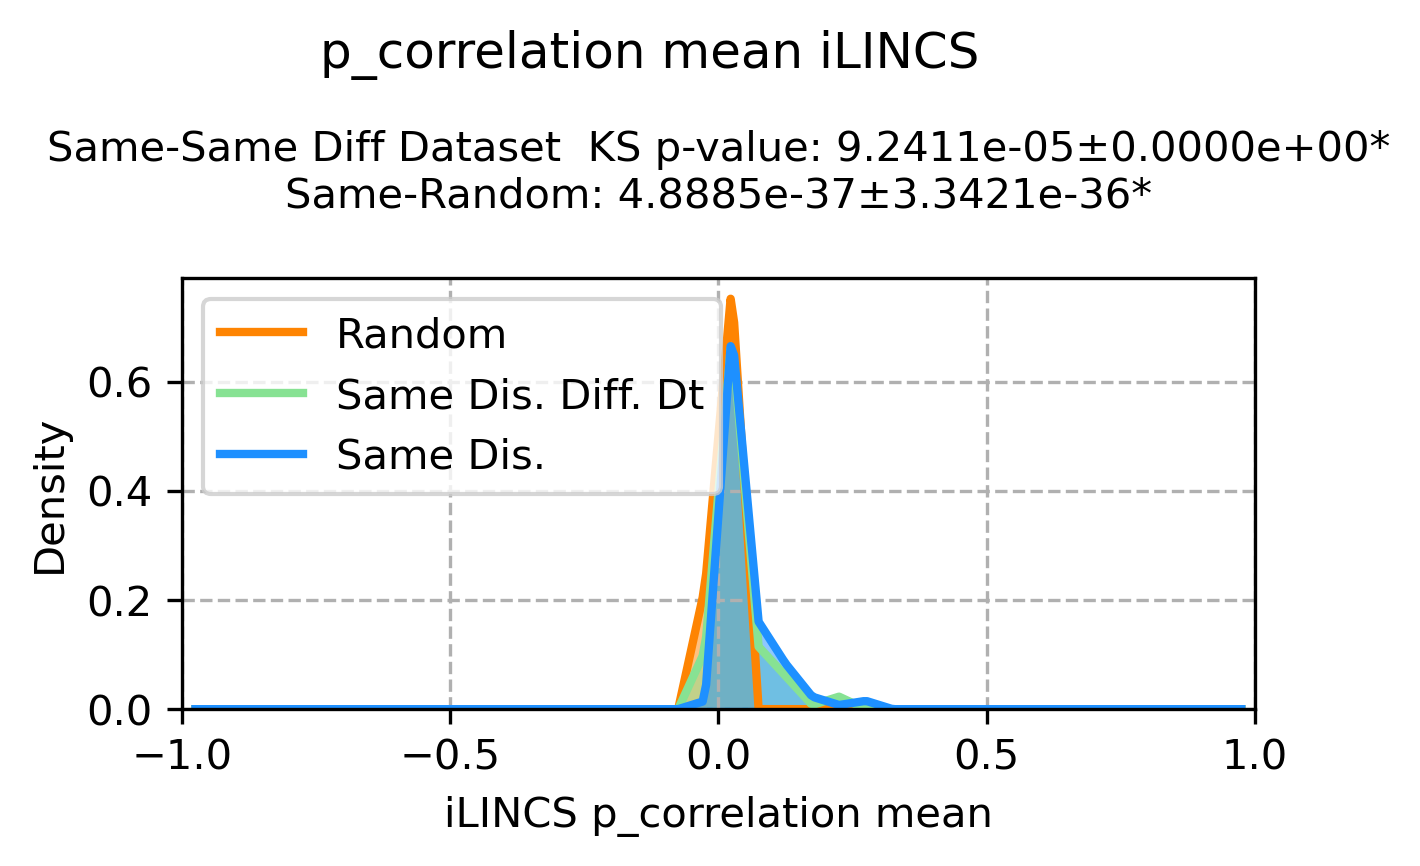 p_correlation mean iLINCS
Same-Same Diff Dataset  KS p-value: 9.2411e-05±0.0000e+00*
Same-Random: 4.8885e-37±3.3421e-36*
Random
Same Dis. Diff. Dt
Same Dis.
Density
0.6
0.4
0.2
0.0
−1.0
−0.5
0.0
0.5
1.0
iLINCS p_correlation mean